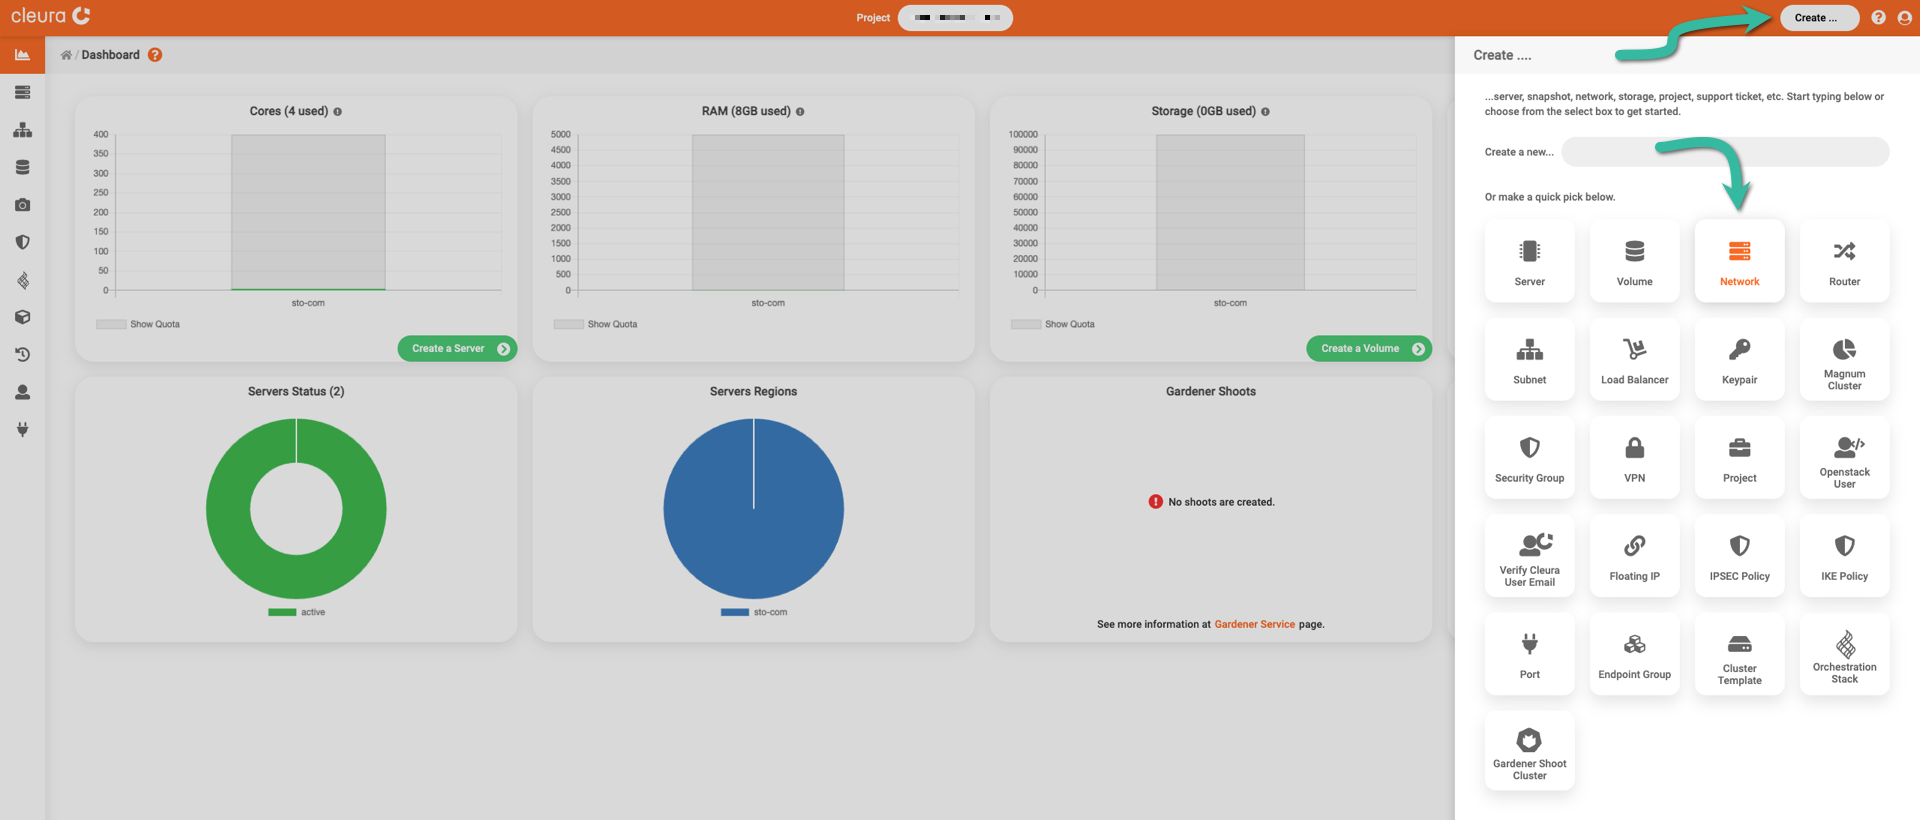 cleura
Project
Create ...
/ Dashboard
Create ....
...server, snapshot, network, storage, project, support ticket, etc. Start typing below or
choose from the select box to get started.
Create a new...
Or make a quick pick below.
Server
Volume
Network
Router
Subnet
Load Balancer
Keypair
Magnum
Cluster
Security Group
VPN
Project
Openstack
User
Verify Cleura
User Email
Floating IP
IPSEC Policy
IKE Policy
Port
Endpoint Group
Cluster
Template
Orchestration
Stack
Gardener Shoot
Cluster
Cores (4 used)
400
350
300
250
200
150
100
50
0
sto-com
Show Quota
Create a Server
RAM (8GB used)
5000
4500
4000
3500
3000
2500
2000
1500
1000
500
0
sto-com
Show Quota
Storage (0GB used)
100000
90000
80000
70000
60000
50000
40000
30000
20000
10000
0
sto-com
Show Quota
Create a Volume
Servers Status (2)
active
Servers Regions
sto-com
Gardener Shoots
No shoots are created.
See more information at Gardener Service page.